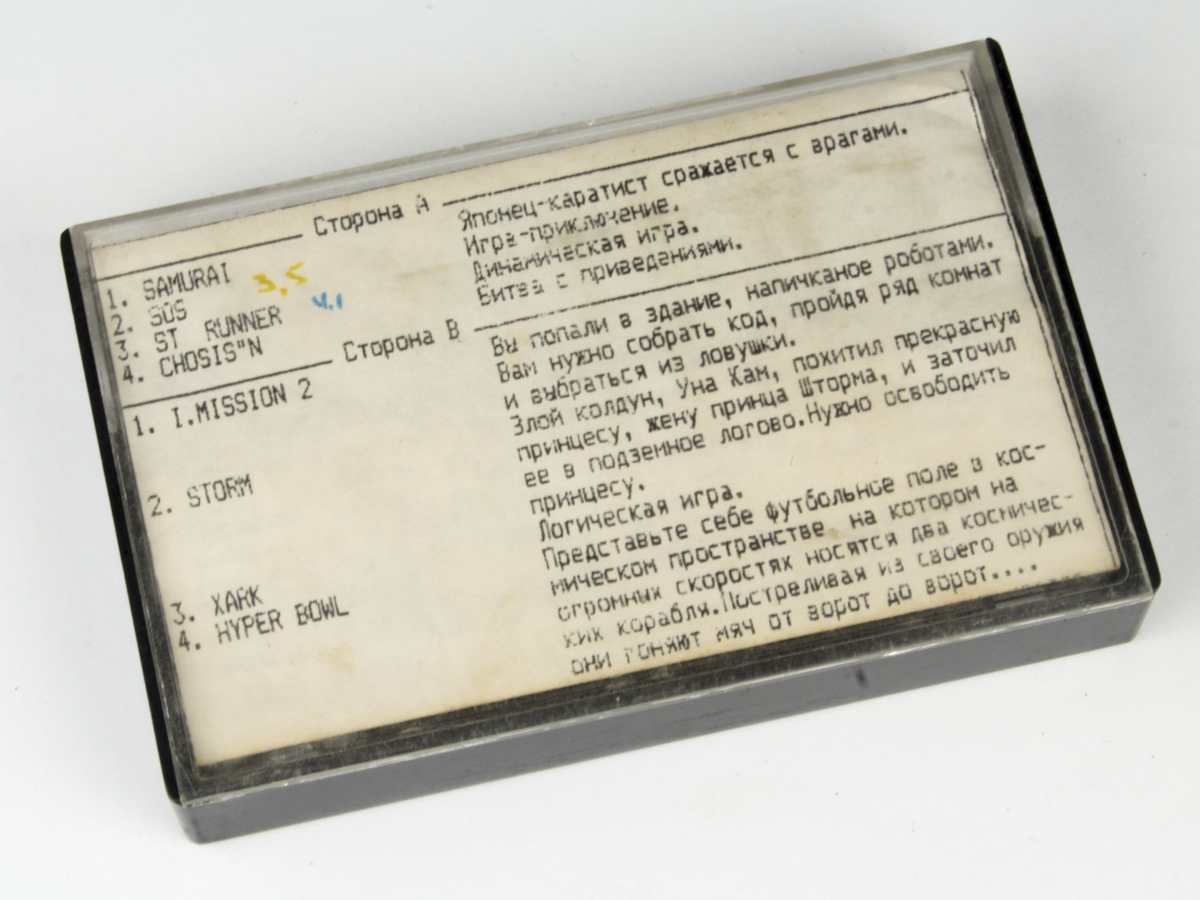 Сторона А
1. SAMURAI Японец-каратист сражается с врагами.
2. SOS 3,5 Игра-приключение.
3. ST RUNNER 4.1 Динамическая игра.
4. CHOSIS"N Битва с приведениями.
Сторона В
1. I.MISSION 2 Вы попали в здание, напичканое роботами.
Вам нужно собрать код, пройдя ряд комнат
и выбраться из ловушки.
2. STORM Злой колдун, Уна Кам, похитил прекрасную
принцесу, жену принца Шторма, и заточил
ее в подземное логово.Нужно освободить
принцесу.
3. XARK Логическая игра.
4. HYPER BOWL Представьте себе футбольное поле в кос-
мическом пространстве на котором на
огромных скоростях носятся два космичес-
ких корабля.Постреливая из своего оружия
они гоняют мяч от ворот до ворот....